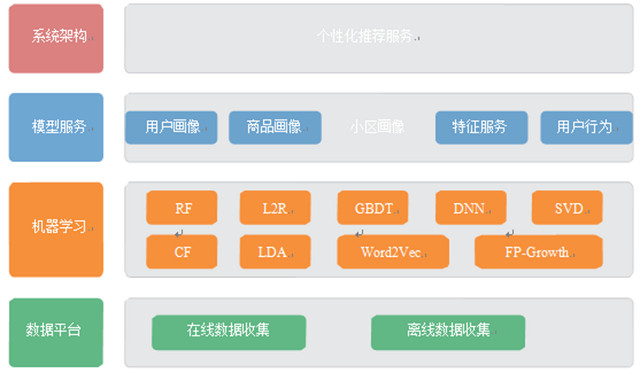 系统架构
个性化推荐服务
模型服务
用户画像
商品画像
小区画像
特征服务
用户行为
机器学习
RF
L2R
GBDT
DNN
SVD
CF
LDA
Word2Vec
FP-Growth
数据平台
在线数据收集
离线数据收集